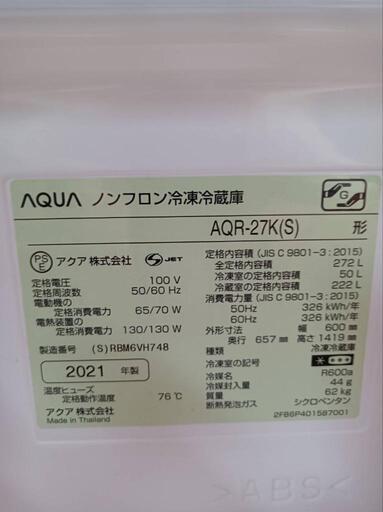 AQUA ノンフロン冷凍冷蔵庫
G
AQR-27K(S) 形
PS
E
アクア 株式会社
S JET
定格電圧 100 V
定格周波数 50/60 Hz
電動機の
定格消費電力 65/70 W
電熱装置の
定格消費電力 130/130 W
製造番号 (S)RBM6VH748
2021 年製
温度ヒューズ
定格動作温度 76℃
アクア 株式会社
Made in Thailand
定格内容積 (JIS C 9801-3:2015)
全定格内容積 272 L
冷凍室の定格内容積 50 L
冷蔵室の定格内容積 222 L
消費電力量 (JIS C 9801-3:2015)
50Hz 326 kWh/年
60Hz 326 kWh/年
外形寸法 幅 600 mm
奥行 657 mm 高さ 1419 mm
種類 冷凍冷蔵庫
冷凍室の記号
冷媒 R600a
冷媒封入量 44 g
質量 62 kg
断熱発泡ガス シクロペンタン
2FB6P401587001
>ABS<